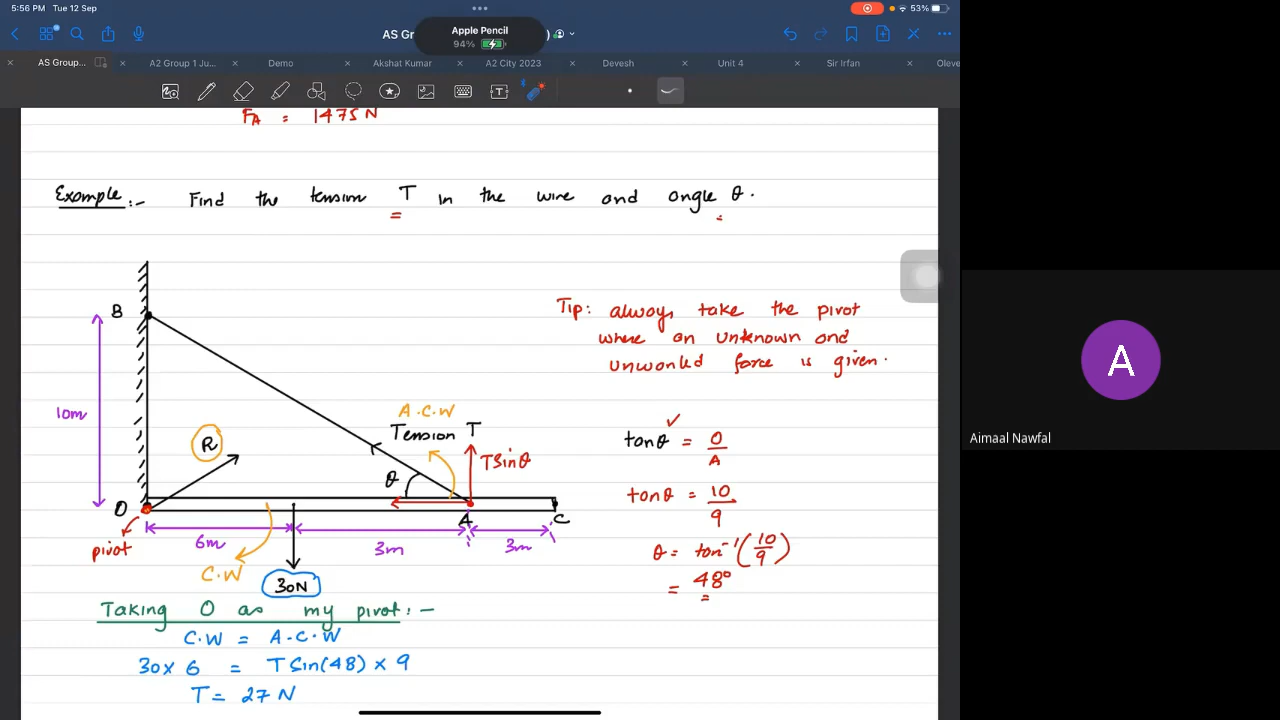 5:56 PM Tue 12 Sep
53%
AS Gr
Apple Pencil
94%
)
AS Group...
A2 Group 1 Ju...
Demo
Akshat Kumar
A2 City 2023
Devesh
Unit 4
Sir Irfan
Oleve
F_A = 1475 N
Example:- Find the tension T in the wire and angle θ.
B
Tip: always take the pivot
where an unknown and
unwanted force is given.
10m
A.C.W
R
Tension T
tanθ = O/A
Tsinθ
θ
tanθ = 10/9
O
A
C
6m
3m
3m
pivot
θ = tan⁻¹(10/9)
C.W
30N
= 48°
Taking O as my pivot:-
C.W = A.C.W
30 x 6 = T Sin(48) x 9
T = 27 N
A
Aimaal Nawfal